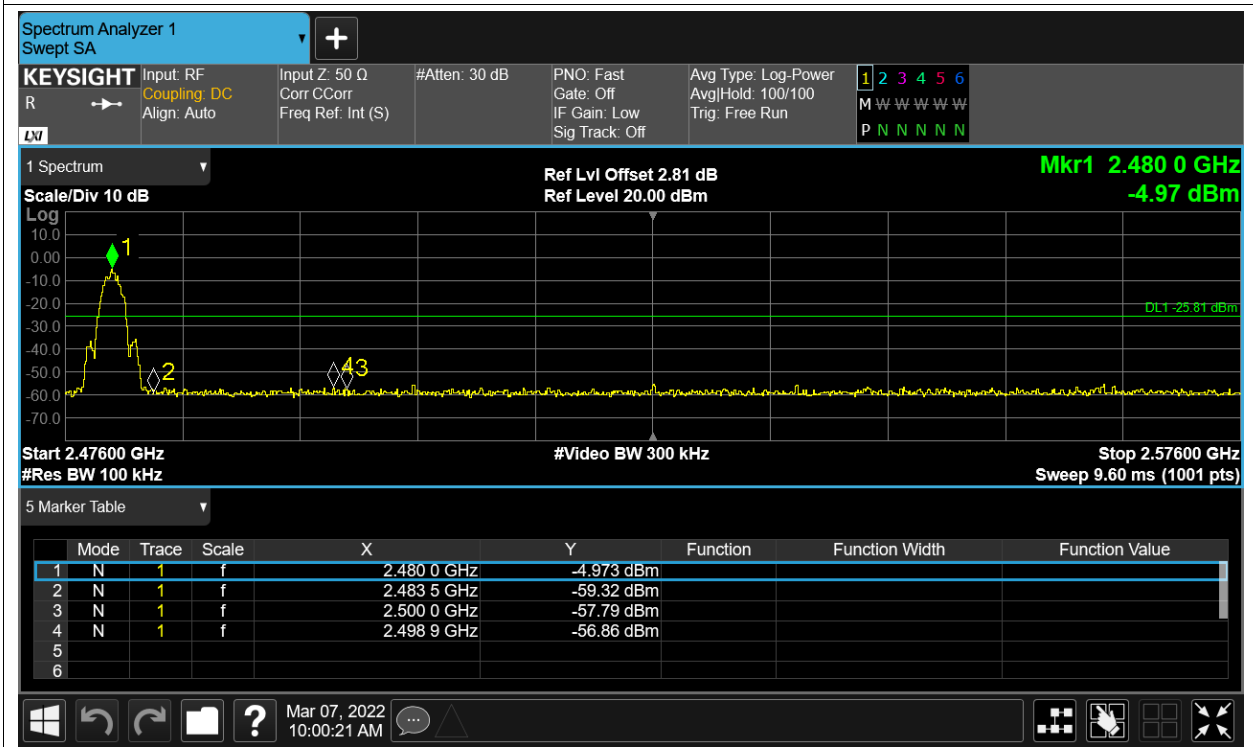 Spectrum Analyzer 1
Swept SA
+
KEYSIGHT
R
LXI
Input: RF
Coupling: DC
Align: Auto
Input Z: 50 Ω
Corr CCorr
Freq Ref: Int (S)
#Atten: 30 dB
PNO: Fast
Gate: Off
IF Gain: Low
Sig Track: Off
Avg Type: Log-Power
Avg|Hold: 100/100
Trig: Free Run
1 2 3 4 5 6
M W W W W W
P N N N N N
1 Spectrum
Scale/Div 10 dB
Ref Lvl Offset 2.81 dB
Ref Level 20.00 dBm
Mkr1 2.480 0 GHz
-4.97 dBm
Log
10.0
0.00
-10.0
-20.0
-30.0
-40.0
-50.0
-60.0
-70.0
1
2
43
DL1 -25.81 dBm
Start 2.47600 GHz
#Video BW 300 kHz
Stop 2.57600 GHz
#Res BW 100 kHz
Sweep 9.60 ms (1001 pts)
5 Marker Table
Mode Trace Scale X Y Function Function Width Function Value
1 N 1 f 2.480 0 GHz -4.973 dBm
2 N 1 f 2.483 5 GHz -59.32 dBm
3 N 1 f 2.500 0 GHz -57.79 dBm
4 N 1 f 2.498 9 GHz -56.86 dBm
5
6
?
Mar 07, 2022
10:00:21 AM